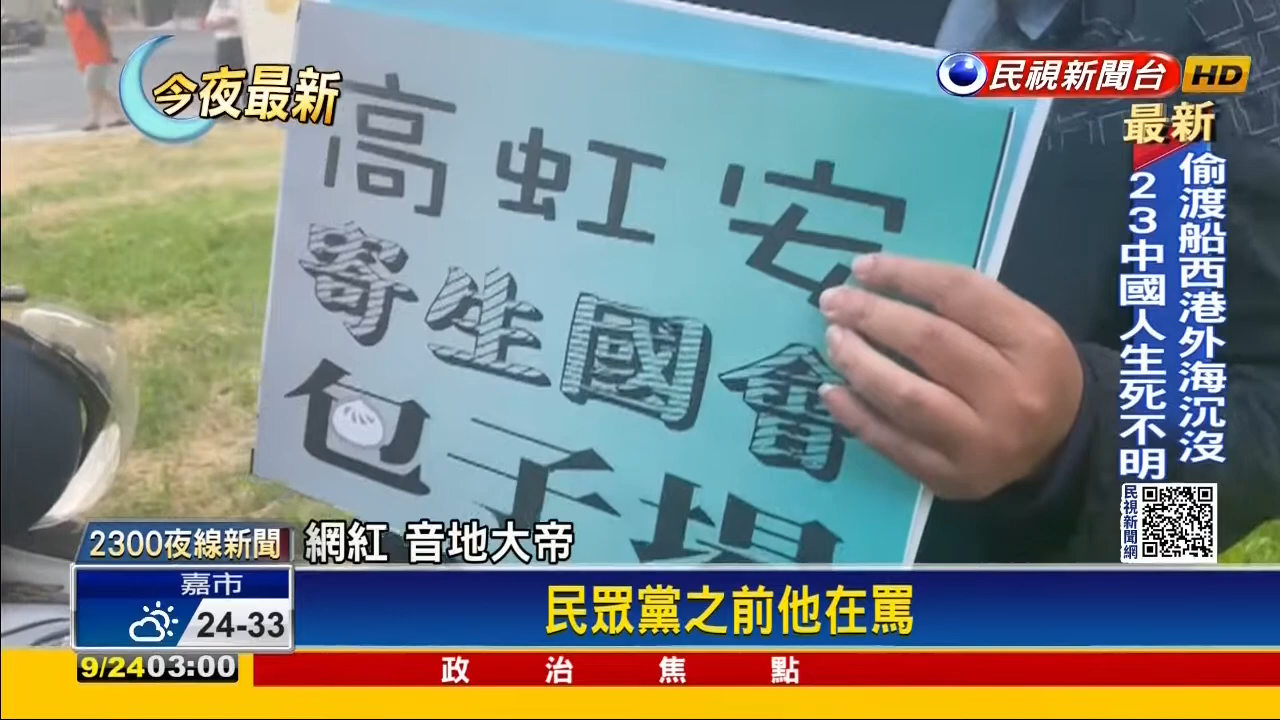 今夜最新
民視新聞台 HD
最新
偷渡船西港外海沉沒
23中國人生死不明
民視新聞網
高虹安
寄生國會
包子場
2300夜線新聞
網紅 音地大帝
嘉市
24-33
民眾黨之前他在罵
9/24 03:00
政治焦點